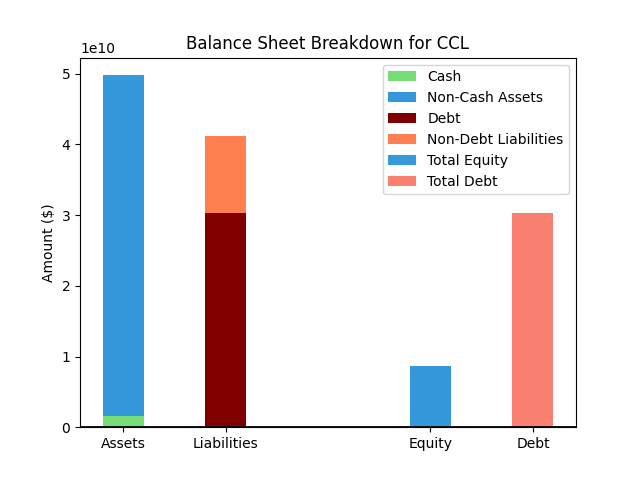 Balance Sheet Breakdown for CCL
1e10
5
4
3
2
1
0
Amount ($)
Cash
Non-Cash Assets
Debt
Non-Debt Liabilities
Total Equity
Total Debt
Assets Liabilities Equity Debt